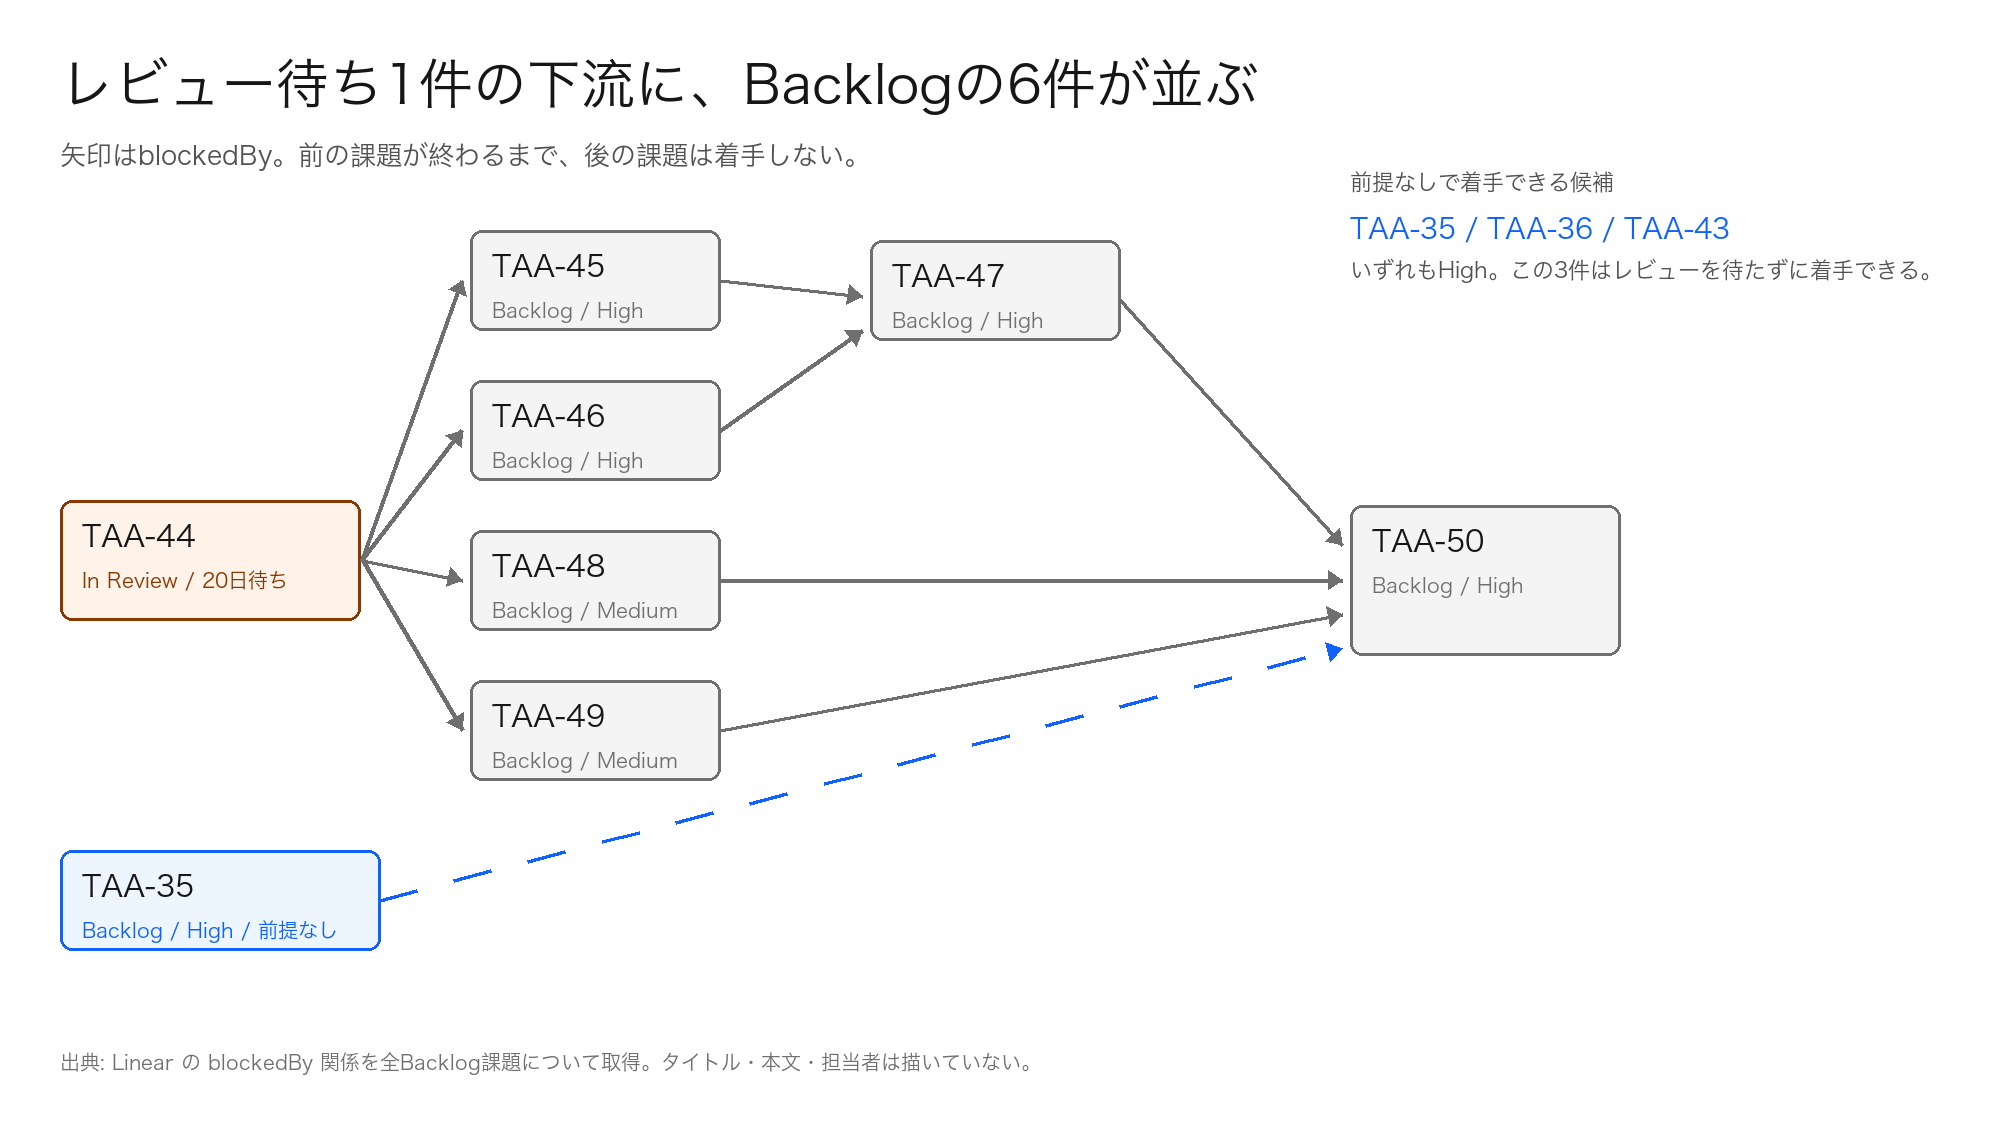 レビュー待ち1件の下流に、Backlogの6件が並ぶ
矢印はblockedBy。前の課題が終わるまで、後の課題は着手しない。
前提なしで着手できる候補
TAA-35 / TAA-36 / TAA-43
いずれもHigh。この3件はレビューを待たずに着手できる。
TAA-45
Backlog / High
TAA-47
Backlog / High
TAA-46
Backlog / High
TAA-44
In Review / 20日待ち
TAA-48
Backlog / Medium
TAA-50
Backlog / High
TAA-49
Backlog / Medium
TAA-35
Backlog / High / 前提なし
出典: Linear の blockedBy 関係を全Backlog課題について取得。タイトル・本文・担当者は描いていない。